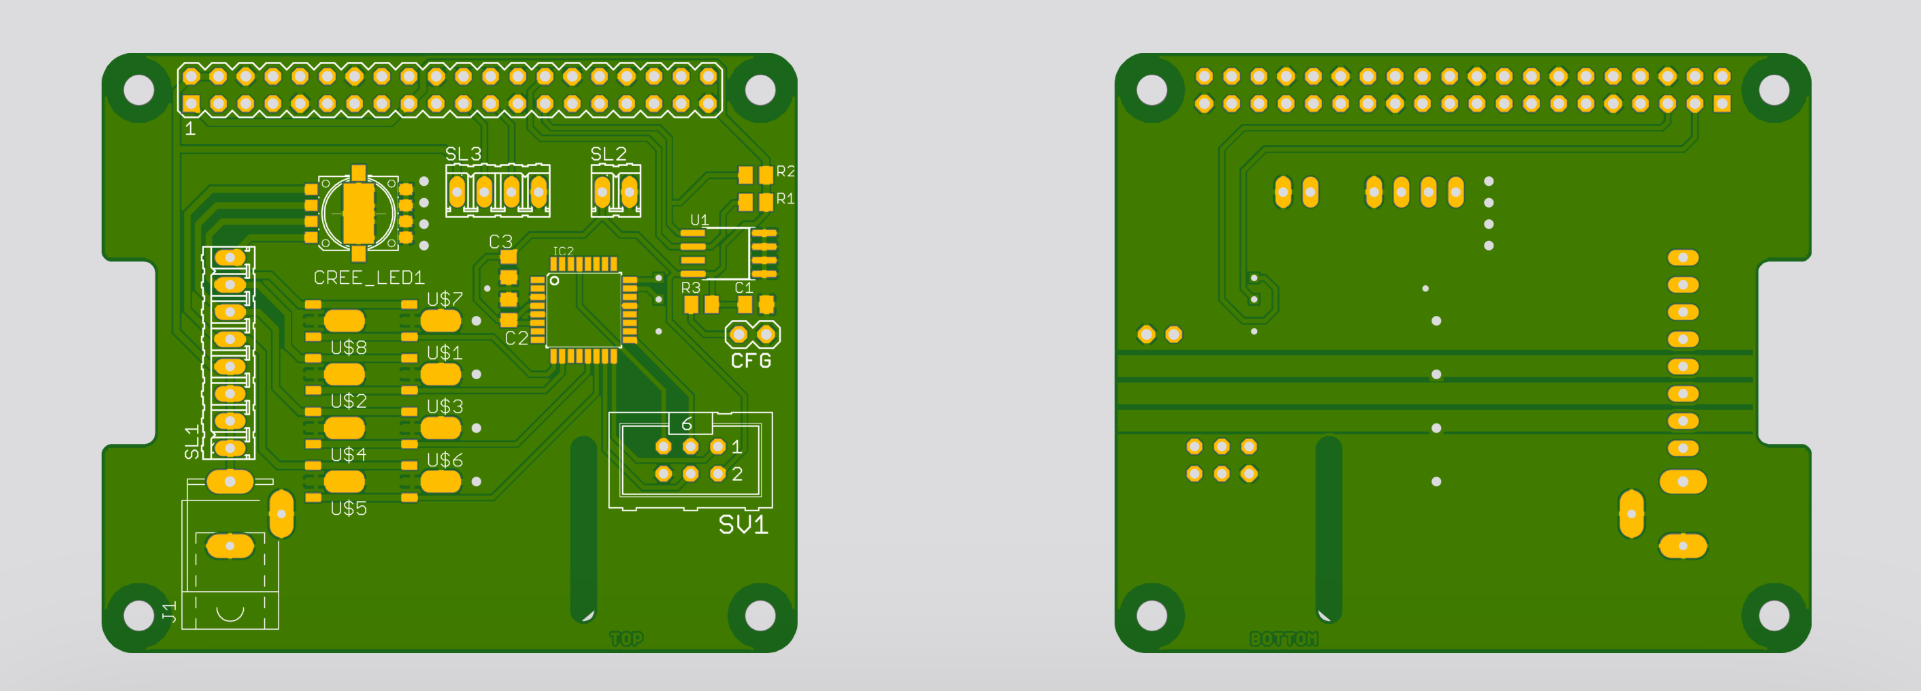 1
SL3
SL2
R2
R1
U1
C3
IC2
CREE_LED1
R3
C1
U$7
C2
U$8
U$1
CFG
U$2
U$3
6
1
SL1
U$4
U$6
2
U$5
SV1
J1
TOP
BOTTOM